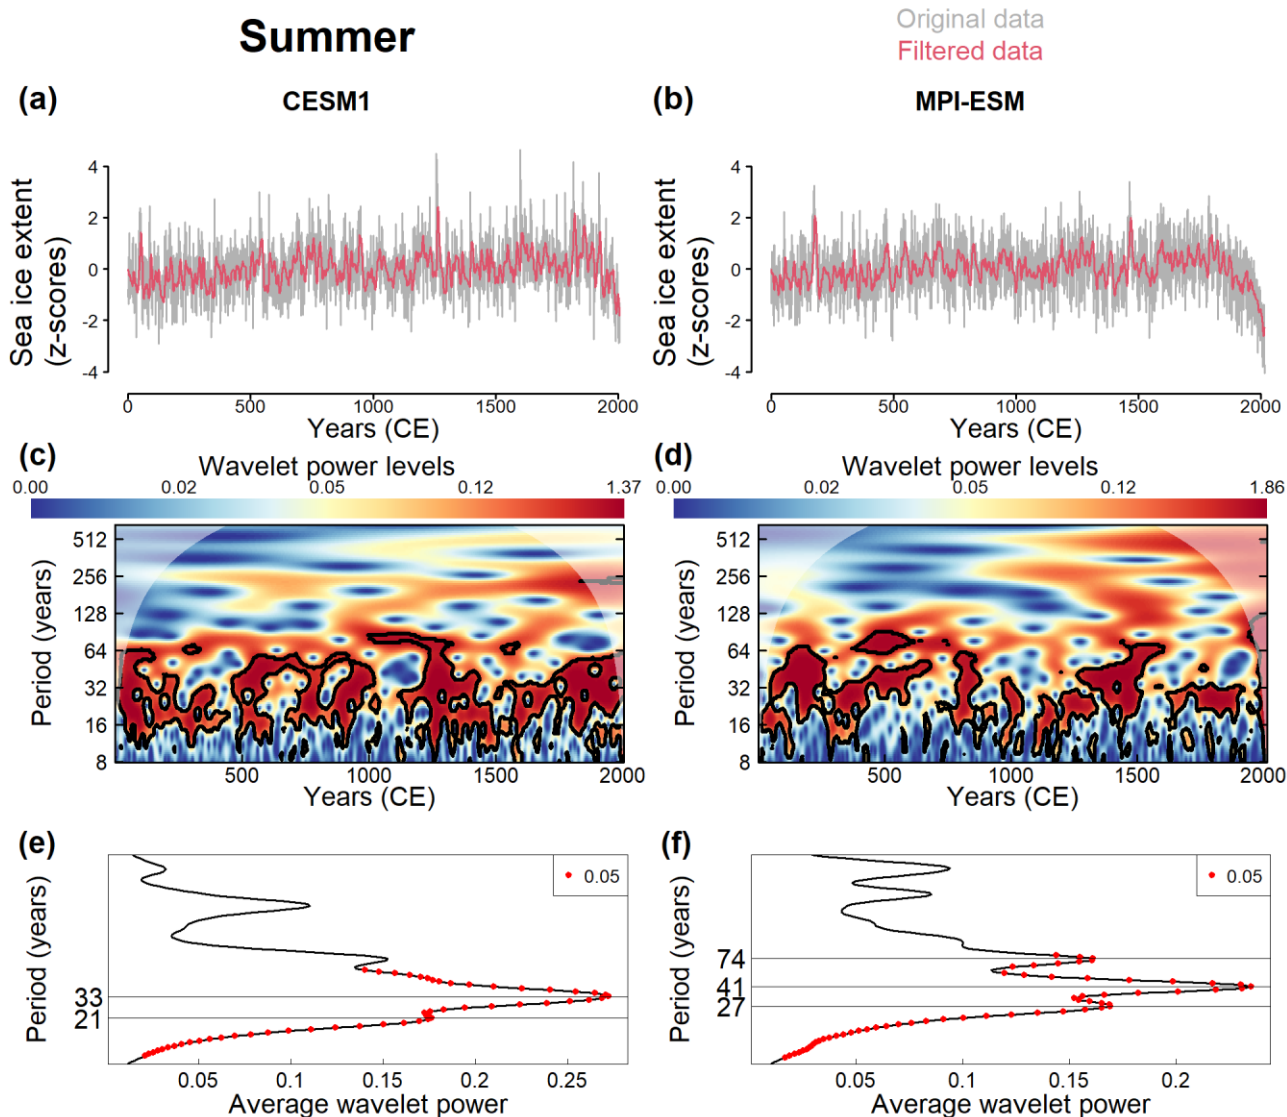 Summer
Original data
Filtered data
(a)
CESM1
(b)
MPI-ESM
Sea ice extent
(z-scores)
4
2
0
-2
-4
0 500 1000 1500 2000
Years (CE)
Sea ice extent
(z-scores)
4
2
0
-2
-4
0 500 1000 1500 2000
Years (CE)
(c)
Wavelet power levels
0.00 0.02 0.05 0.12 1.37
Period (years)
512
256
128
64
32
16
8
500 1000 1500 2000
Years (CE)
(d)
Wavelet power levels
0.00 0.02 0.05 0.12 1.86
Period (years)
512
256
128
64
32
16
8
500 1000 1500 2000
Years (CE)
(e)
Period (years)
0.05
33
21
0.05 0.1 0.15 0.2 0.25
Average wavelet power
(f)
Period (years)
0.05
74
41
27
0.05 0.1 0.15 0.2
Average wavelet power